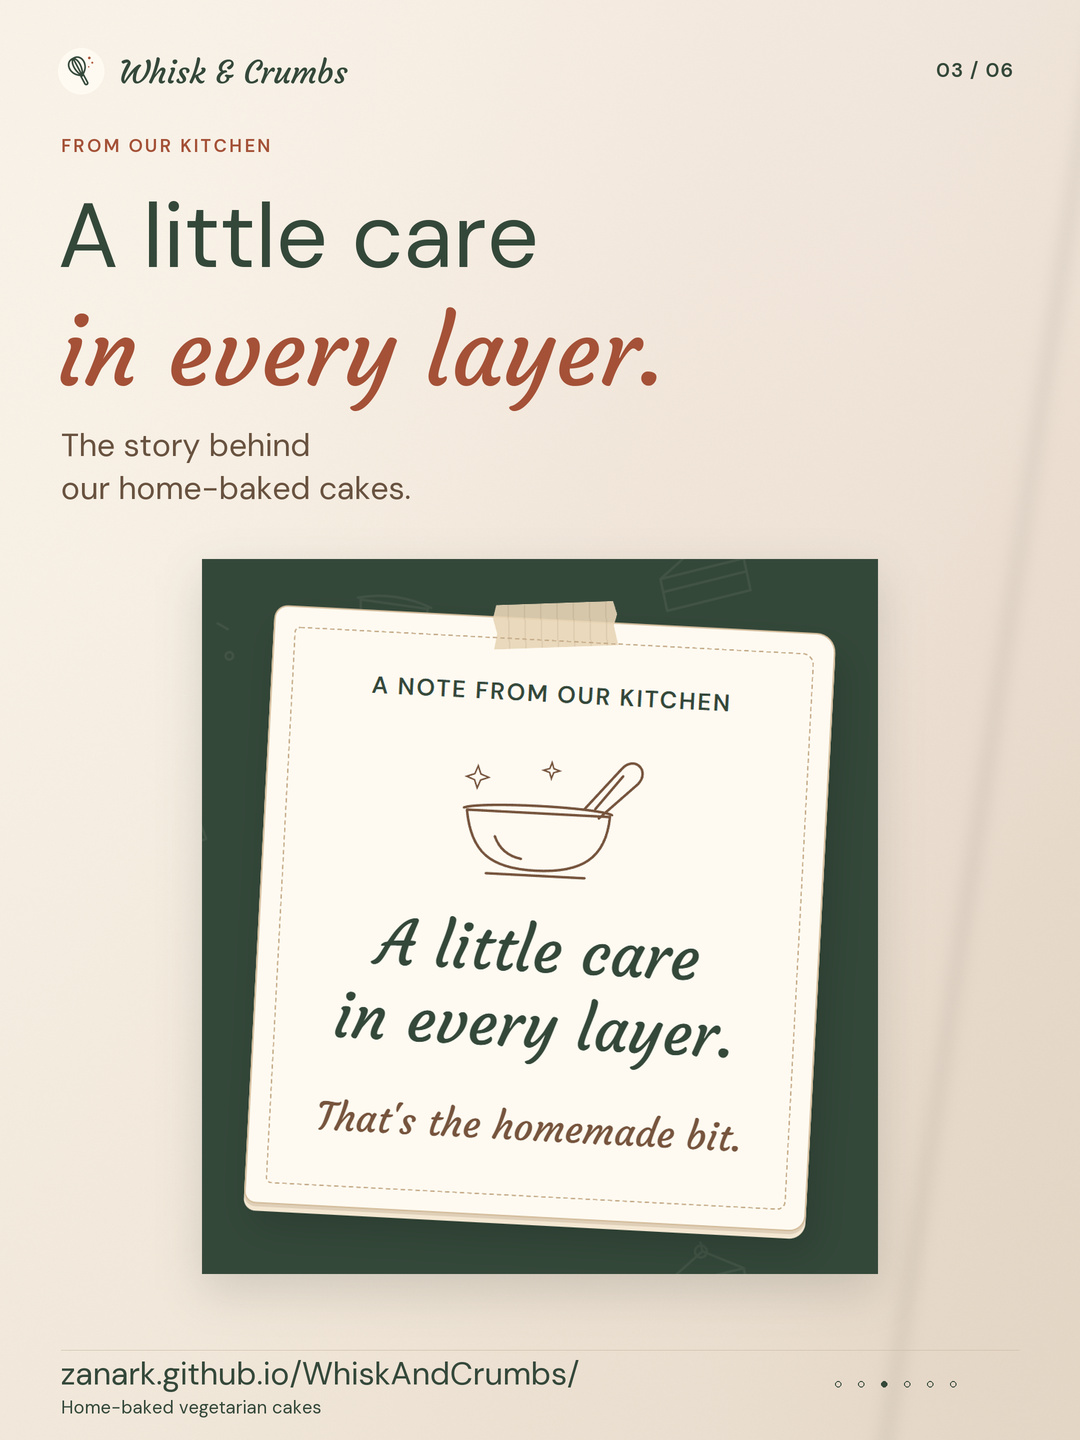 Whisk & Crumbs
03 / 06
FROM OUR KITCHEN
A little care
in every layer.
The story behind
our home-baked cakes.
A NOTE FROM OUR KITCHEN
A little care
in every layer.
That's the homemade bit.
zanark.github.io/WhiskAndCrumbs/
Home-baked vegetarian cakes